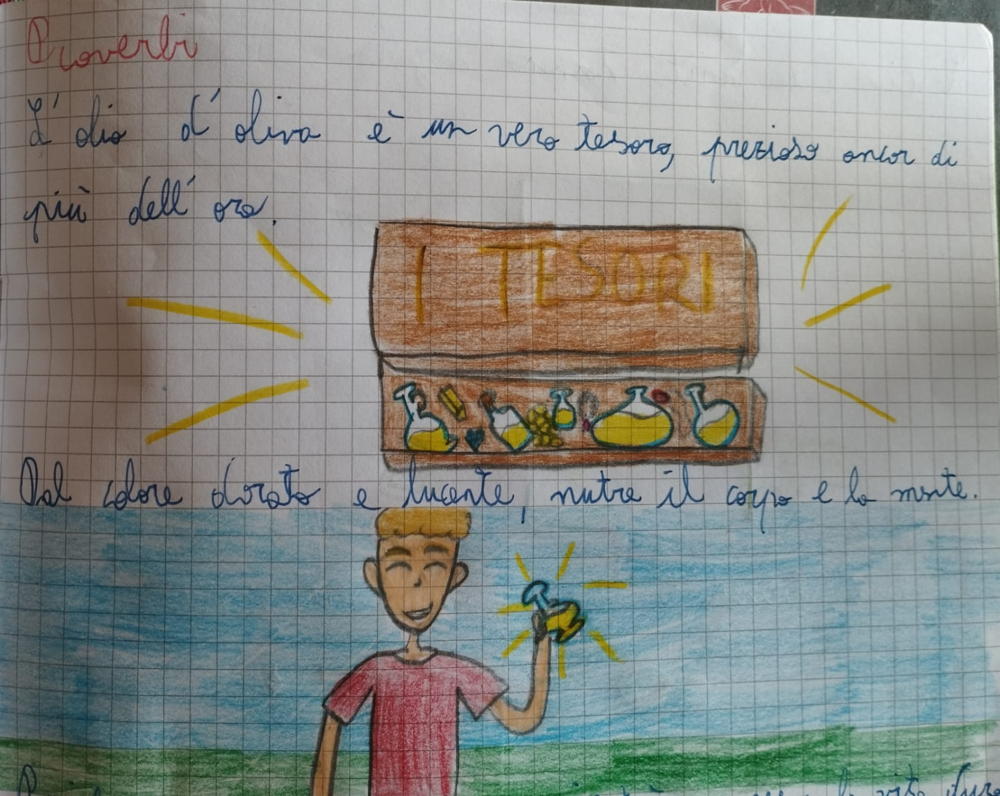 Proverbi
L'olio d'oliva è un vero tesoro, prezioso ancor di
più dell'oro.
I TESORI
Dal colore dorato e lucente, nutre il corpo e la mente.